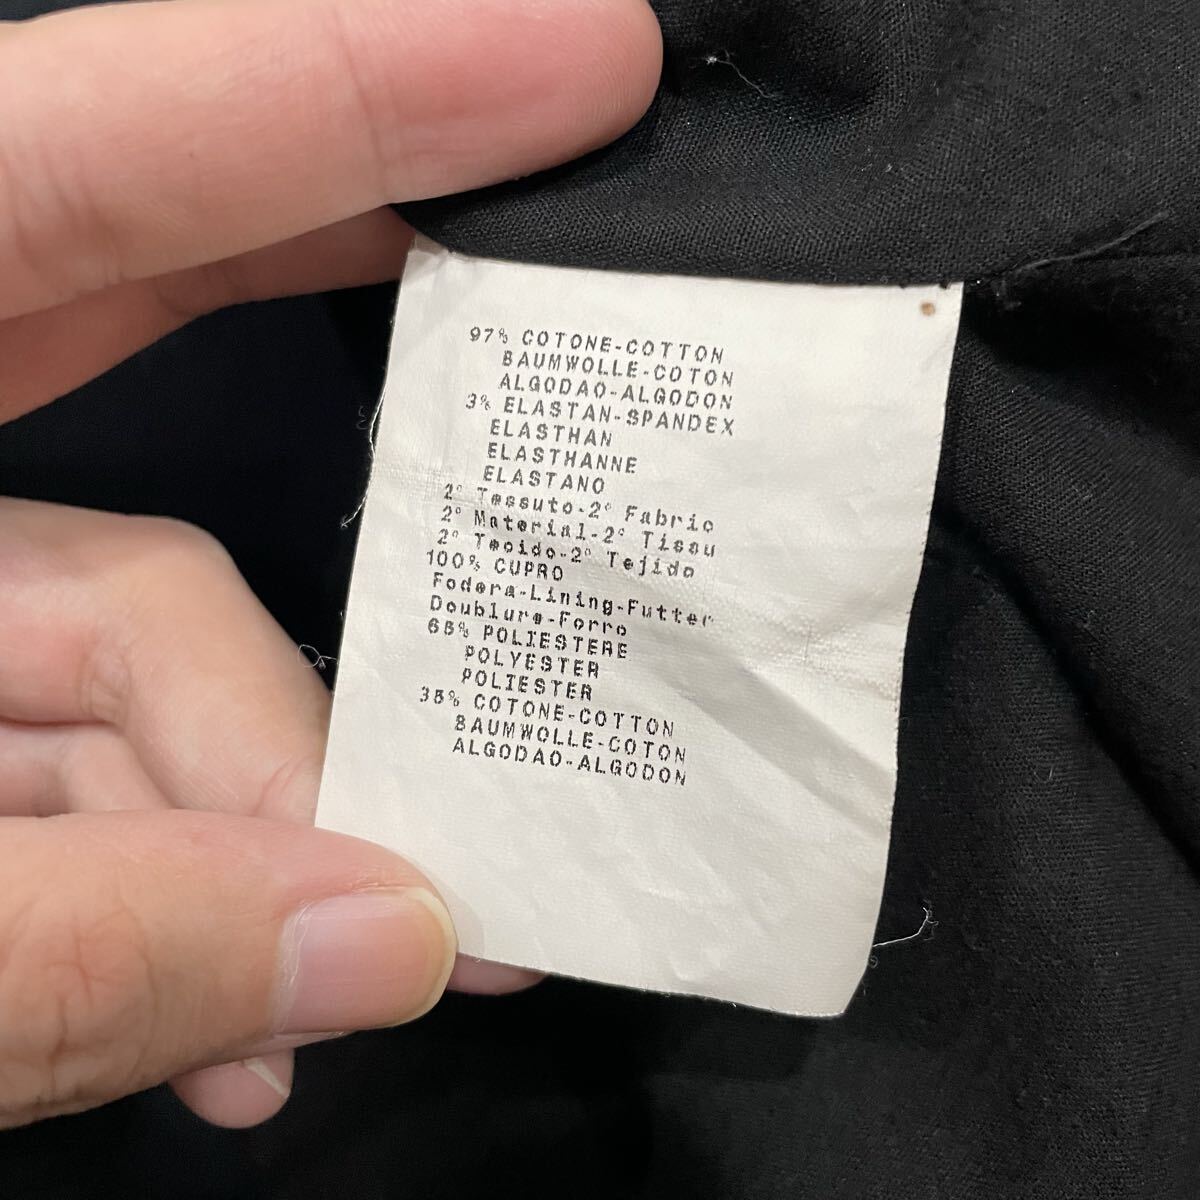 97% COTONE-COTTON
BAUMWOLLE-COTON
ALGODAO-ALGODON
3% ELASTAN-SPANDEX
ELASTHAN
ELASTHANNE
ELASTANO
2° Tessuto-2° Fabric
2° Material-2° Tissu
2° Tecido-2° Tejido
100% CUPRO
Fodera-Lining-Futter
Doublure-Forro
65% POLIESTERE
POLYESTER
POLIESTER
35% COTONE-COTTON
BAUMWOLLE-COTON
ALGODAO-ALGODON